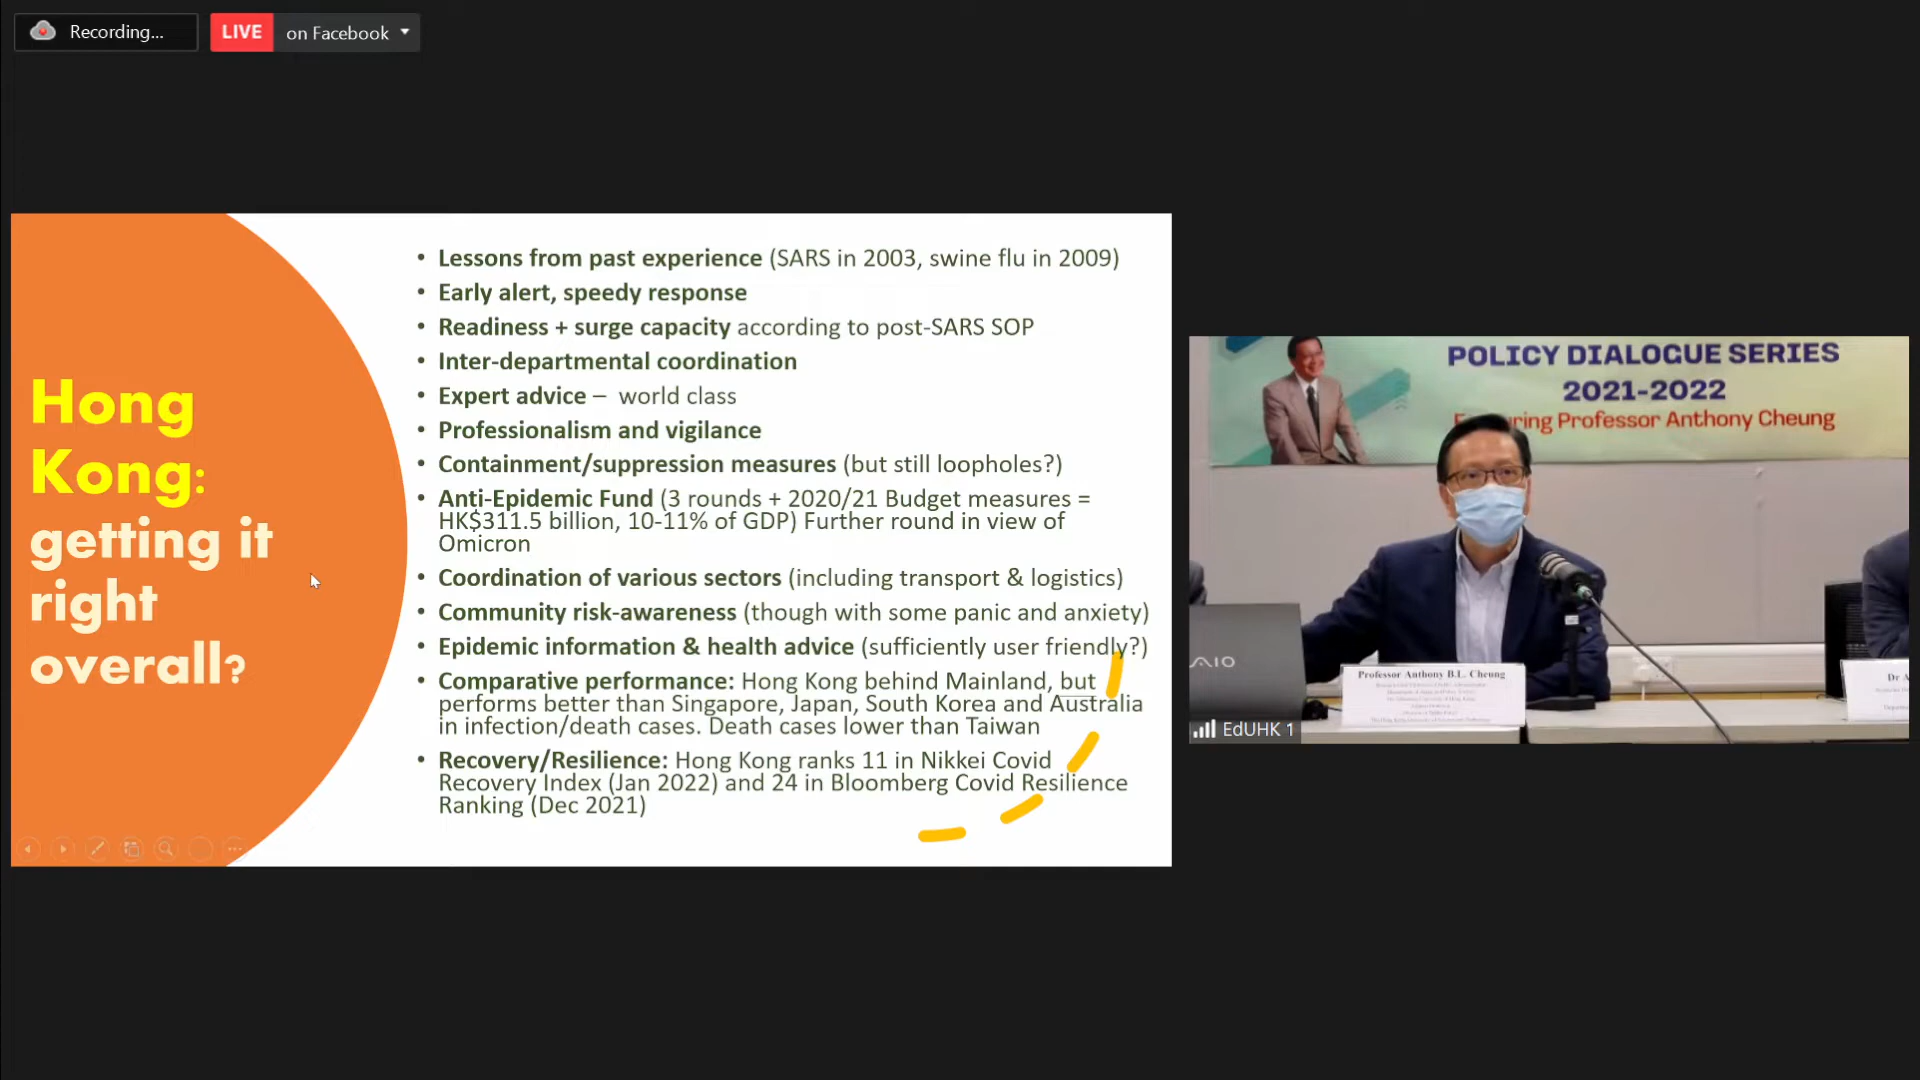 Recording...
LIVE on Facebook
Hong
Kong:
getting it
right
overall?
• Lessons from past experience (SARS in 2003, swine flu in 2009)
• Early alert, speedy response
• Readiness + surge capacity according to post-SARS SOP
• Inter-departmental coordination
• Expert advice – world class
• Professionalism and vigilance
• Containment/suppression measures (but still loopholes?)
• Anti-Epidemic Fund (3 rounds + 2020/21 Budget measures =
HK$311.5 billion, 10-11% of GDP) Further round in view of
Omicron
• Coordination of various sectors (including transport & logistics)
• Community risk-awareness (though with some panic and anxiety)
• Epidemic information & health advice (sufficiently user friendly?)
• Comparative performance: Hong Kong behind Mainland, but
performs better than Singapore, Japan, South Korea and Australia
in infection/death cases. Death cases lower than Taiwan
• Recovery/Resilience: Hong Kong ranks 11 in Nikkei Covid
Recovery Index (Jan 2022) and 24 in Bloomberg Covid Resilience
Ranking (Dec 2021)
POLICY DIALOGUE SERIES
2021-2022
Professor Anthony Cheung
AIO
Professor Anthony B.L. Cheung
EdUHK 1